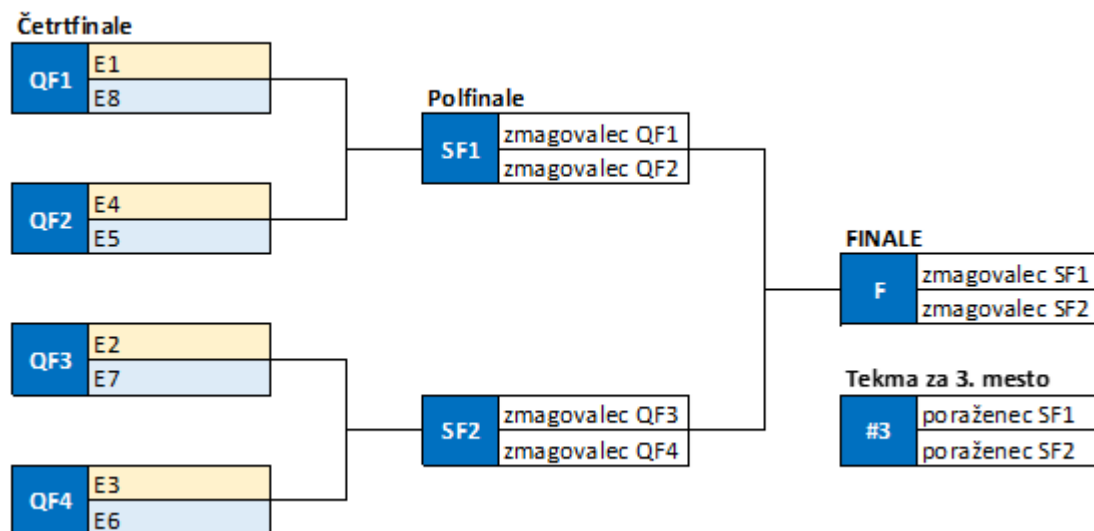 Četrtfinale
QF1
E1
E8
QF2
E4
E5
QF3
E2
E7
QF4
E3
E6
Polfinale
SF1
zmagovalec QF1
zmagovalec QF2
SF2
zmagovalec QF3
zmagovalec QF4
FINALE
F
zmagovalec SF1
zmagovalec SF2
Tekma za 3. mesto
#3
poraženec SF1
poraženec SF2